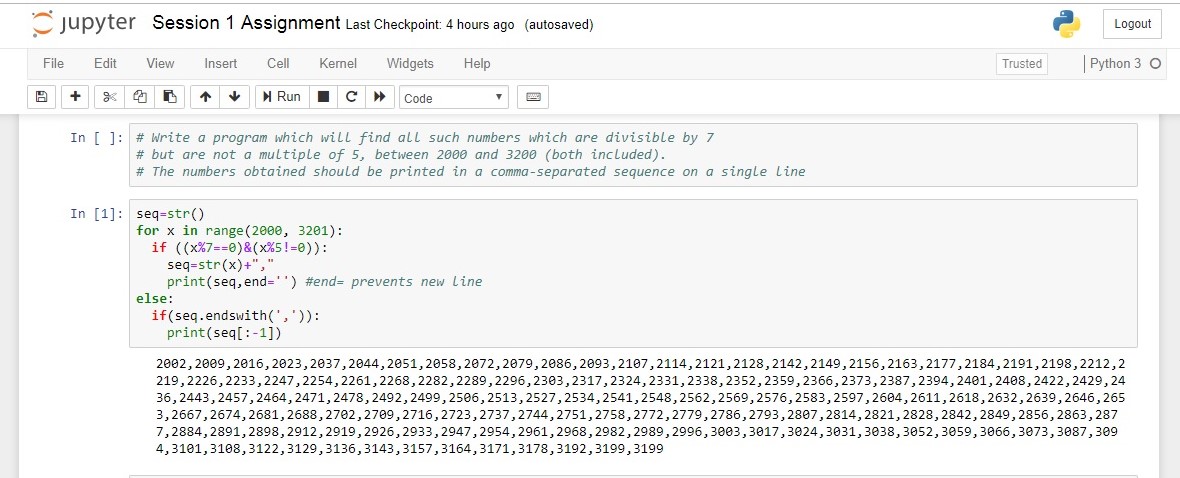 jupyter Session 1 Assignment Last Checkpoint: 4 hours ago (autosaved) Logout
File Edit View Insert Cell Kernel Widgets Help Trusted Python 3
Run Code
In [ ]: # Write a program which will find all such numbers which are divisible by 7
# but are not a multiple of 5, between 2000 and 3200 (both included).
# The numbers obtained should be printed in a comma-separated sequence on a single line
In [1]: seq=str()
for x in range(2000, 3201):
  if ((x%7==0)&(x%5!=0)):
    seq=str(x)+","
    print(seq,end='') #end= prevents new line
else:
  if(seq.endswith(',')):
    print(seq[:-1])
2002,2009,2016,2023,2037,2044,2051,2058,2072,2079,2086,2093,2107,2114,2121,2128,2142,2149,2156,2163,2177,2184,2191,2198,2212,2
219,2226,2233,2247,2254,2261,2268,2282,2289,2296,2303,2317,2324,2331,2338,2352,2359,2366,2373,2387,2394,2401,2408,2422,2429,24
36,2443,2457,2464,2471,2478,2492,2499,2506,2513,2527,2534,2541,2548,2562,2569,2576,2583,2597,2604,2611,2618,2632,2639,2646,265
3,2667,2674,2681,2688,2702,2709,2716,2723,2737,2744,2751,2758,2772,2779,2786,2793,2807,2814,2821,2828,2842,2849,2856,2863,287
7,2884,2891,2898,2912,2919,2926,2933,2947,2954,2961,2968,2982,2989,2996,3003,3017,3024,3031,3038,3052,3059,3066,3073,3087,309
4,3101,3108,3122,3129,3136,3143,3157,3164,3171,3178,3192,3199,3199